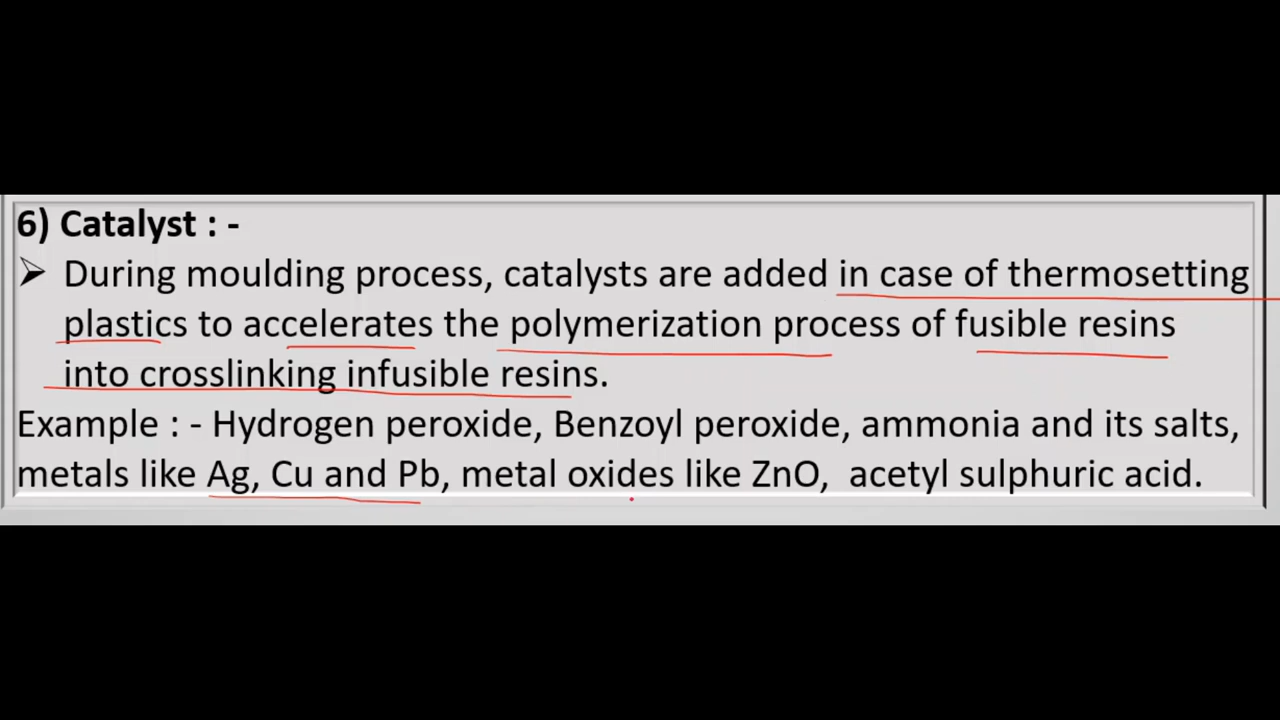 6) Catalyst : -
➢ During moulding process, catalysts are added in case of thermosetting
plastics to accelerates the polymerization process of fusible resins
into crosslinking infusible resins.
Example : - Hydrogen peroxide, Benzoyl peroxide, ammonia and its salts,
metals like Ag, Cu and Pb, metal oxides like ZnO, acetyl sulphuric acid.